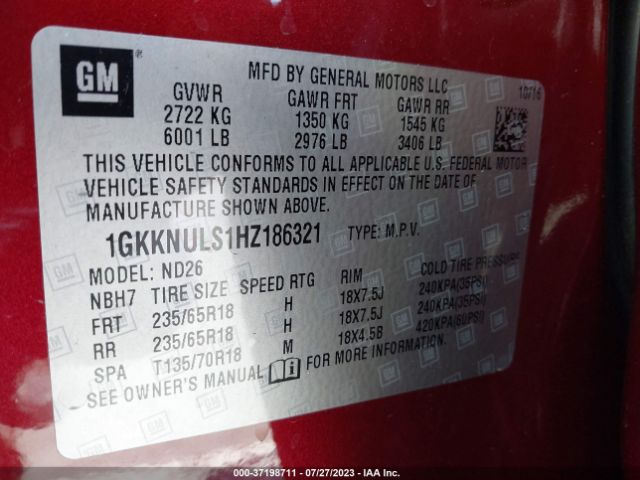 GM
MFD BY GENERAL MOTORS LLC
10/16
GVWR GAWR FRT GAWR RR
2722 KG 1350 KG 1545 KG
6001 LB 2976 LB 3406 LB
THIS VEHICLE CONFORMS TO ALL APPLICABLE U.S. FEDERAL MOTOR
VEHICLE SAFETY STANDARDS IN EFFECT ON THE DATE OF
MANUFACTURE SHOWN ABOVE.
1GKKNULS1HZ186321 TYPE: M.P.V.
MODEL: ND26
NBH7 TIRE SIZE SPEED RTG RIM COLD TIRE PRESSURE
FRT 235/65R18 H 18X7.5J 240KPA(35PSI)
RR 235/65R18 H 18X7.5J 240KPA(35PSI)
SPA T135/70R18 M 18X4.5B 420KPA(60PSI)
SEE OWNER'S MANUAL FOR MORE INFORMATION.
000-37198711 - 07/27/2023 - IAA Inc.